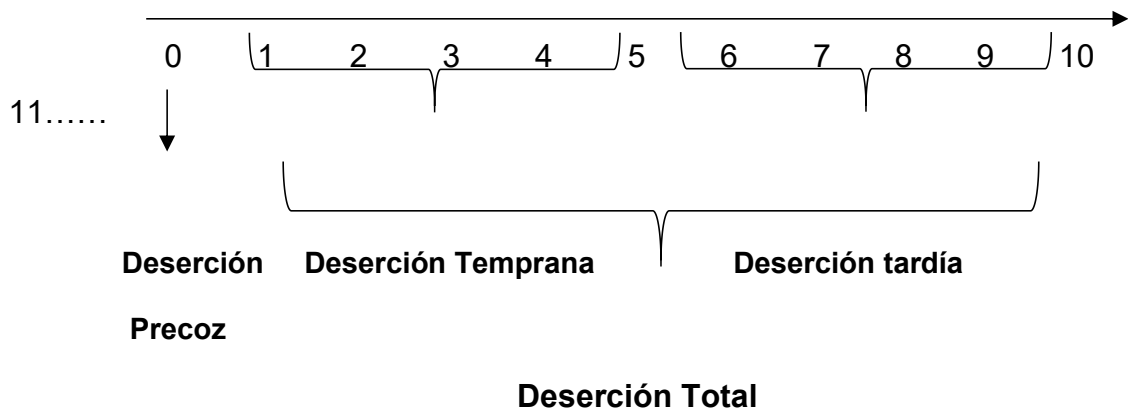 0 1 2 3 4 5 6 7 8 9 10
11......
Deserción Deserción Temprana Deserción tardía
Precoz
Deserción Total